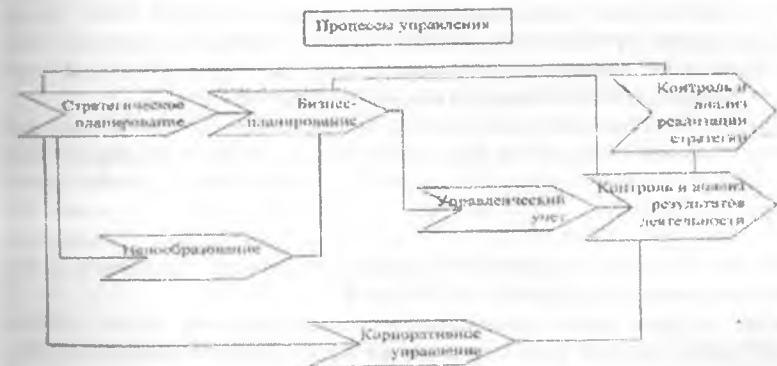 Процессы управления
Стратегическое
планирование
Бизнес-
планирование
Контроль и
анализ
реализации
стратегии
Управленческий
учет
Контроль и анализ
результатов
деятельности
Ценообразование
Корпоративное
управление